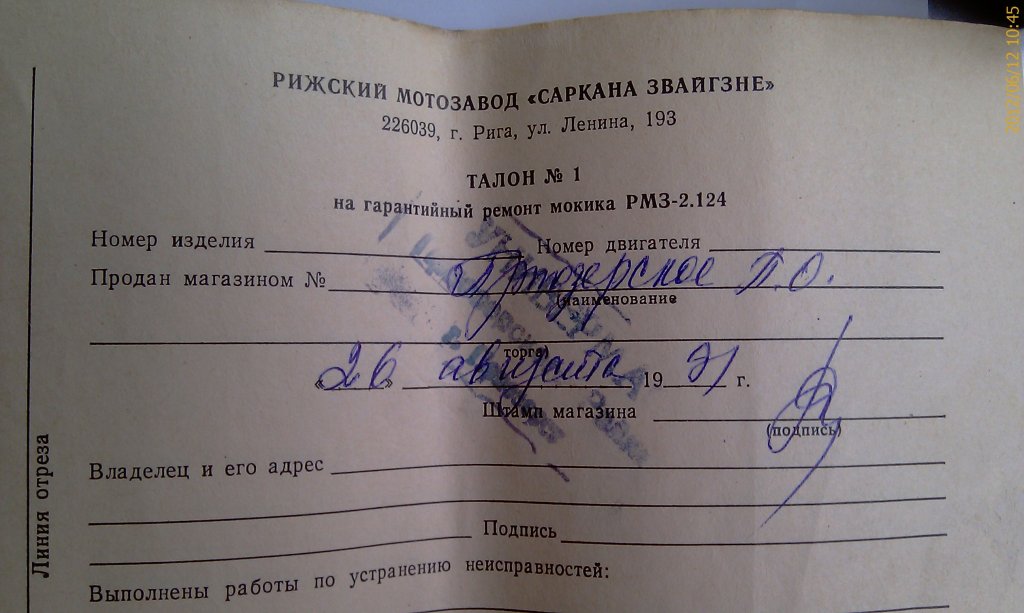 2012/06/12 10:45
РИЖСКИЙ МОТОЗАВОД «САРКАНА ЗВАЙГЗНЕ»
226039, г. Рига, ул. Ленина, 193
ТАЛОН № 1
на гарантийный ремонт мокика РМЗ-2.124
Номер изделия Номер двигателя
Продан магазином № П.О.
(наименование
торга)
«26» августа 1991 г.
УНИВЕРМАГ
Штамп магазина
(подпись)
Владелец и его адрес
Подпись
Выполнены работы по устранению неисправностей:
Линия отреза